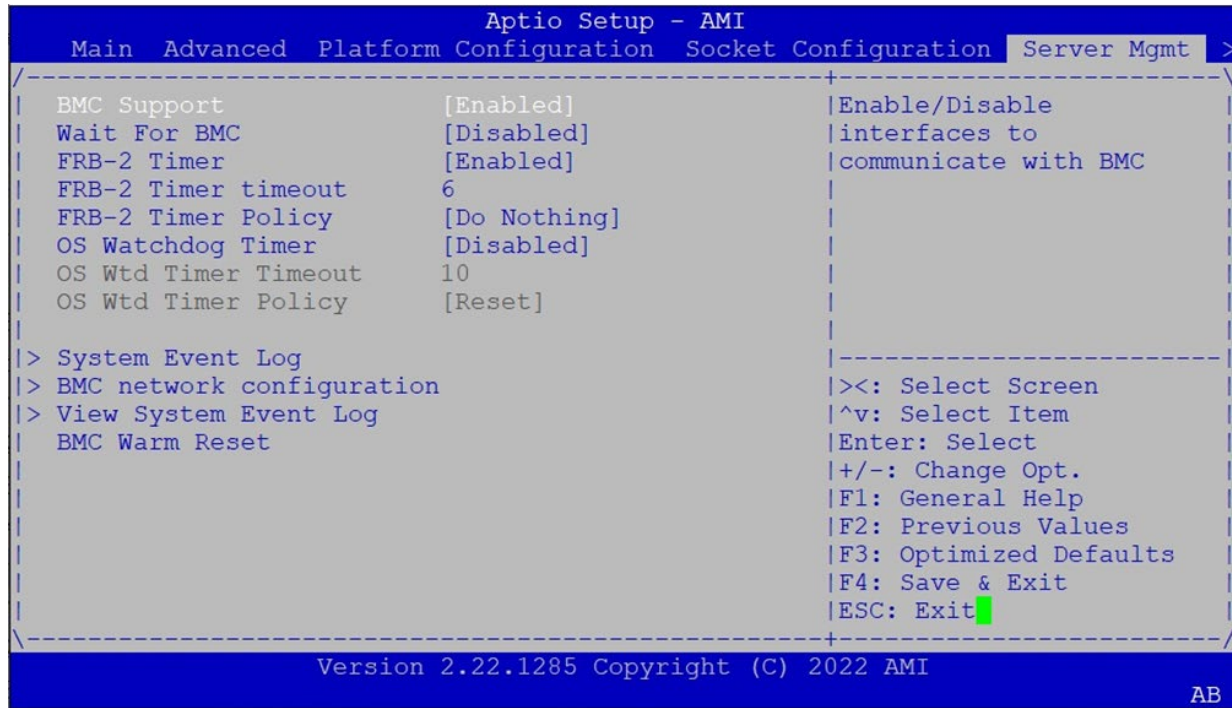 Aptio Setup - AMI
Main Advanced Platform Configuration Socket Configuration Server Mgmt >
/----------------------------------------------------+-------------------------\
| BMC Support [Enabled] |Enable/Disable |
| Wait For BMC [Disabled] |interfaces to |
| FRB-2 Timer [Enabled] |communicate with BMC |
| FRB-2 Timer timeout 6 | |
| FRB-2 Timer Policy [Do Nothing] | |
| OS Watchdog Timer [Disabled] | |
| OS Wtd Timer Timeout 10 | |
| OS Wtd Timer Policy [Reset] | |
| | |
|> System Event Log |-------------------------|
|> BMC network configuration |><: Select Screen |
|> View System Event Log |^v: Select Item |
| BMC Warm Reset |Enter: Select |
| |+/-: Change Opt. |
| |F1: General Help |
| |F2: Previous Values |
| |F3: Optimized Defaults |
| |F4: Save & Exit |
| |ESC: Exit |
\----------------------------------------------------+-------------------------/
Version 2.22.1285 Copyright (C) 2022 AMI
AB